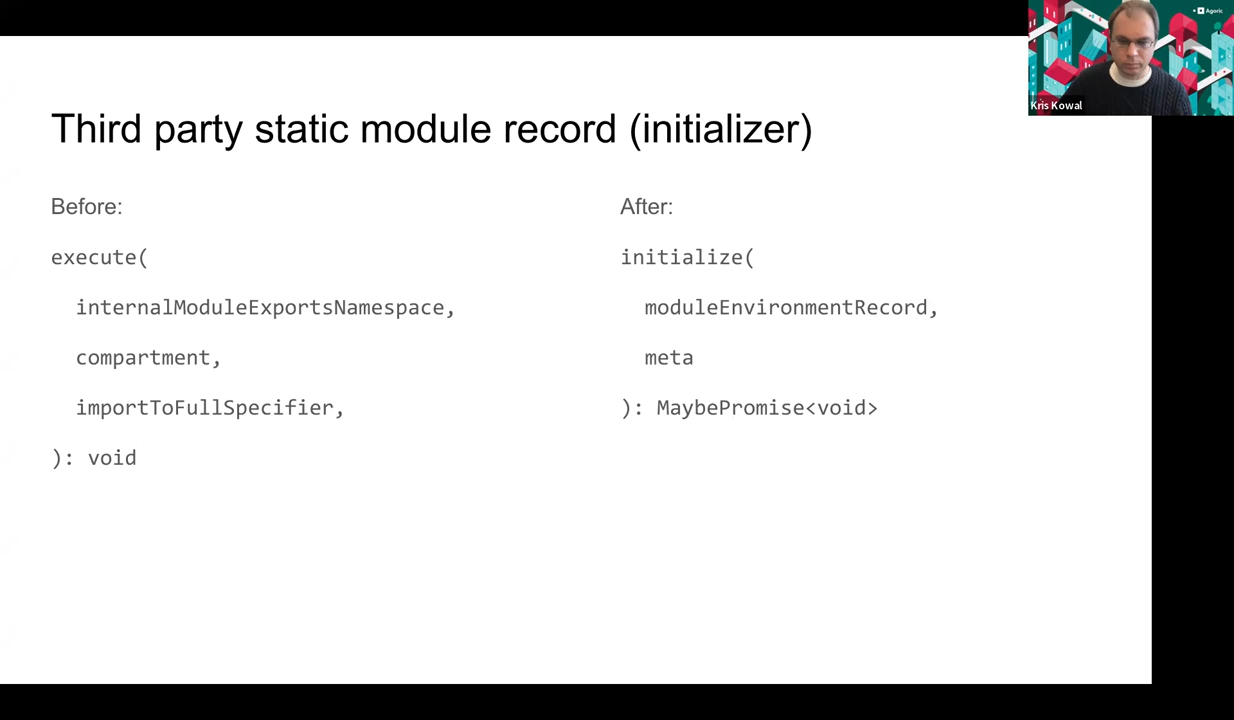 Agoric
Kris Kowal
Third party static module record (initializer)
Before:
execute(
internalModuleExportsNamespace,
compartment,
importToFullSpecifier,
): void
After:
initialize(
moduleEnvironmentRecord,
meta
): MaybePromise<void>